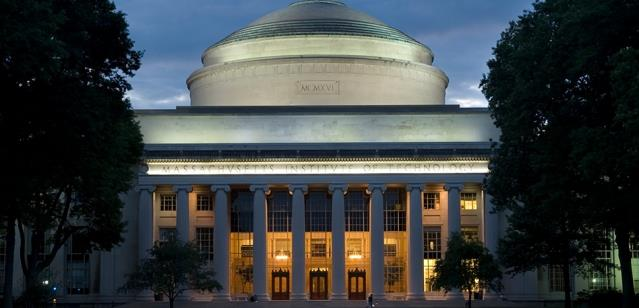 MCMXVI
MASSACHVSETTS INSTITVTE OF TECHNOLOGY